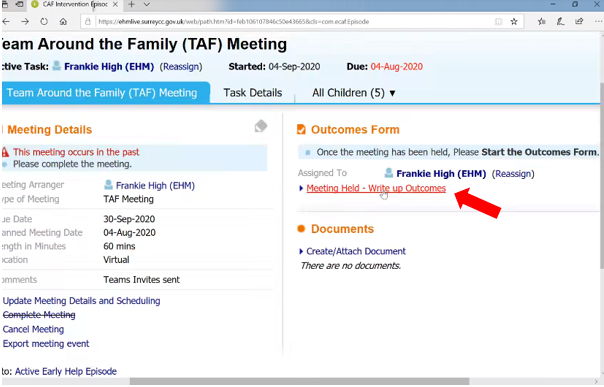 CAF Intervention Episoc
https://ehmlive.surreycc.gov.uk/web/path.htm?id=feb106107846c50e43665&cls=com.ecaf.Episode
eam Around the Family (TAF) Meeting
ctive Task: Frankie High (EHM) (Reassign) Started: 04-Sep-2020 Due: 04-Aug-2020
Team Around the Family (TAF) Meeting Task Details All Children (5) ▼
Meeting Details
This meeting occurs in the past
Please complete the meeting.
eeting Arranger Frankie High (EHM)
ype of Meeting TAF Meeting
ue Date 30-Sep-2020
anned Meeting Date 04-Aug-2020
ength in Minutes 60 mins
ocation Virtual
omments Teams Invites sent
Update Meeting Details and Scheduling
Complete Meeting
Cancel Meeting
Export meeting event
to: Active Early Help Episode
Outcomes Form
Once the meeting has been held, Please Start the Outcomes Form.
Assigned To Frankie High (EHM) (Reassign)
Meeting Held - Write up Outcomes
Documents
Create/Attach Document
There are no documents.